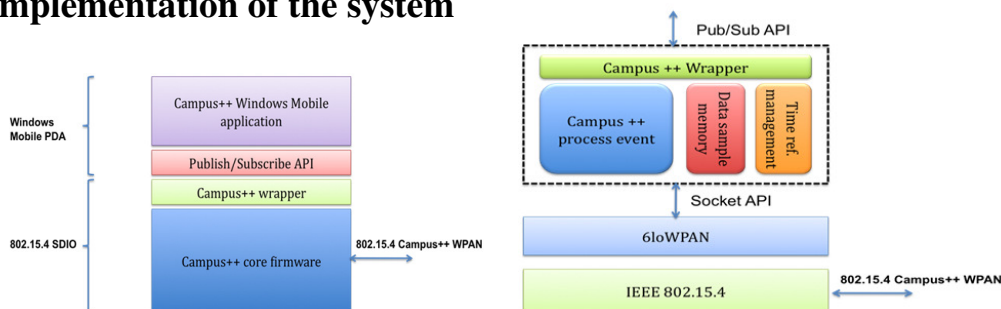 mplementation of the system
Windows
Mobile PDA
802.15.4 SDIO
Campus++ Windows Mobile
application
Publish/Subscribe API
Campus++ wrapper
Campus++ core firmware
802.15.4 Campus++ WPAN
Pub/Sub API
Campus ++ Wrapper
Campus ++
process event
Data sample
memory
Time ref.
management
Socket API
6loWPAN
IEEE 802.15.4
802.15.4 Campus++ WPAN